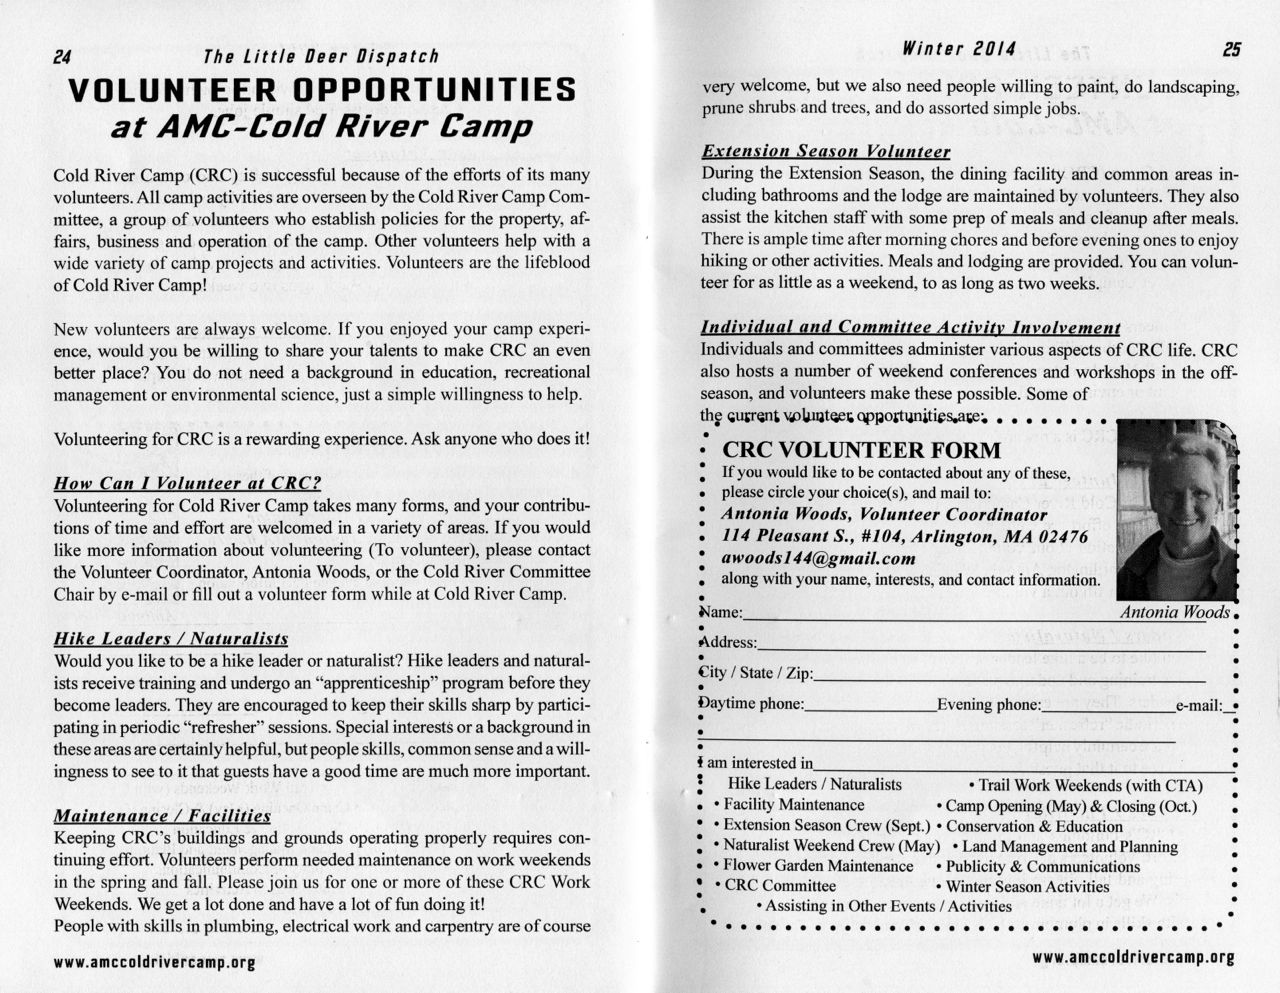 24
The Little Deer Dispatch
VOLUNTEER OPPORTUNITIES
at AMC-Cold River Camp
Cold River Camp (CRC) is successful because of the efforts of its many
volunteers. All camp activities are overseen by the Cold River Camp Com-
mittee, a group of volunteers who establish policies for the property, af-
fairs, business and operation of the camp. Other volunteers help with a
wide variety of camp projects and activities. Volunteers are the lifeblood
of Cold River Camp!
New volunteers are always welcome. If you enjoyed your camp experi-
ence, would you be willing to share your talents to make CRC an even
better place? You do not need a background in education, recreational
management or environmental science, just a simple willingness to help.
Volunteering for CRC is a rewarding experience. Ask anyone who does it!
How Can I Volunteer at CRC?
Volunteering for Cold River Camp takes many forms, and your contribu-
tions of time and effort are welcomed in a variety of areas. If you would
like more information about volunteering (To volunteer), please contact
the Volunteer Coordinator, Antonia Woods, or the Cold River Committee
Chair by e-mail or fill out a volunteer form while at Cold River Camp.
Hike Leaders / Naturalists
Would you like to be a hike leader or naturalist? Hike leaders and natural-
ists receive training and undergo an “apprenticeship” program before they
become leaders. They are encouraged to keep their skills sharp by partici-
pating in periodic “refresher” sessions. Special interests or a background in
these areas are certainly helpful, but people skills, common sense and a will-
ingness to see to it that guests have a good time are much more important.
Maintenance / Facilities
Keeping CRC’s buildings and grounds operating properly requires con-
tinuing effort. Volunteers perform needed maintenance on work weekends
in the spring and fall. Please join us for one or more of these CRC Work
Weekends. We get a lot done and have a lot of fun doing it!
People with skills in plumbing, electrical work and carpentry are of course
www.amccoldrivercamp.org
Winter 2014
25
very welcome, but we also need people willing to paint, do landscaping,
prune shrubs and trees, and do assorted simple jobs.
Extension Season Volunteer
During the Extension Season, the dining facility and common areas in-
cluding bathrooms and the lodge are maintained by volunteers. They also
assist the kitchen staff with some prep of meals and cleanup after meals.
There is ample time after morning chores and before evening ones to enjoy
hiking or other activities. Meals and lodging are provided. You can volun-
teer for as little as a weekend, to as long as two weeks.
Individual and Committee Activity Involvement
Individuals and committees administer various aspects of CRC life. CRC
also hosts a number of weekend conferences and workshops in the off-
season, and volunteers make these possible. Some of
the current volunteer opportunities are:
CRC VOLUNTEER FORM
If you would like to be contacted about any of these,
please circle your choice(s), and mail to:
Antonia Woods, Volunteer Coordinator
114 Pleasant S., #104, Arlington, MA 02476
awoods144@gmail.com
along with your name, interests, and contact information.
Antonia Woods
Name:
Address:
City / State / Zip:
Daytime phone: Evening phone: e-mail:
I am interested in
Hike Leaders / Naturalists • Trail Work Weekends (with CTA)
• Facility Maintenance • Camp Opening (May) & Closing (Oct.)
• Extension Season Crew (Sept.) • Conservation & Education
• Naturalist Weekend Crew (May) • Land Management and Planning
• Flower Garden Maintenance • Publicity & Communications
• CRC Committee • Winter Season Activities
• Assisting in Other Events / Activities
www.amccoldrivercamp.org